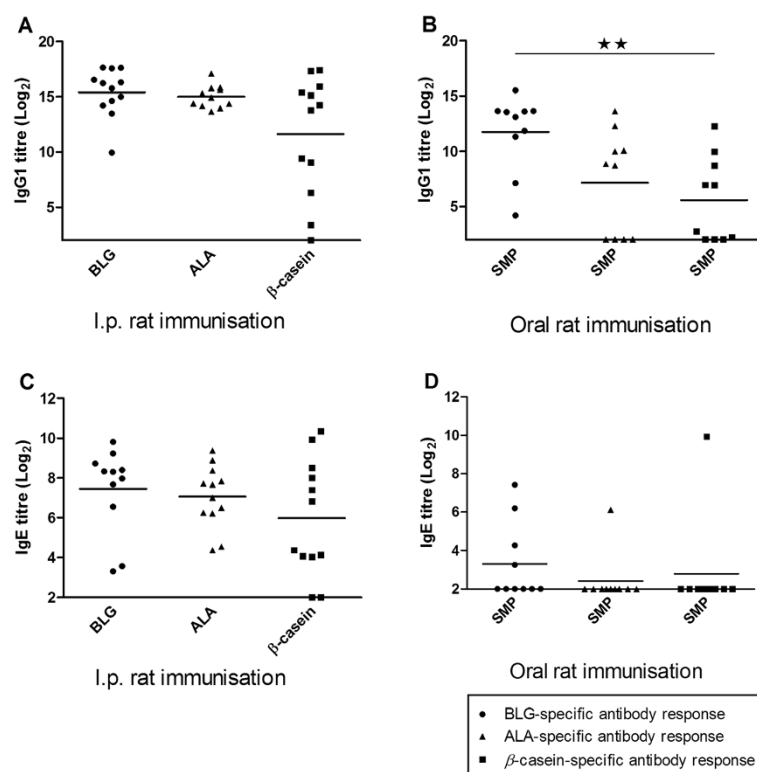 A
B
IgG1 titre (Log2)
20
15
10
5
BLG
ALA
β-casein
I.p. rat immunisation
★★
IgG1 titre (Log2)
20
15
10
5
SMP
SMP
SMP
Oral rat immunisation
C
D
IgE titre (Log2)
12
10
8
6
4
2
BLG
ALA
β-casein
I.p. rat immunisation
IgE titre (Log2)
12
10
8
6
4
2
SMP
SMP
SMP
Oral rat immunisation
BLG-specific antibody response
ALA-specific antibody response
β-casein-specific antibody response